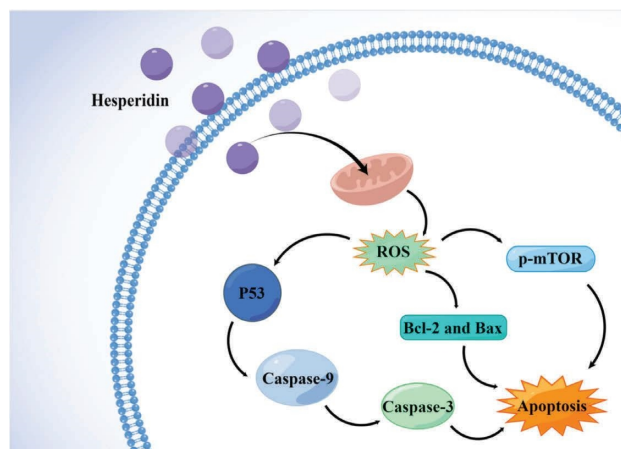 Hesperidin
ROS
p-mTOR
P53
Bcl-2 and Bax
Caspase-9
Caspase-3
Apoptosis